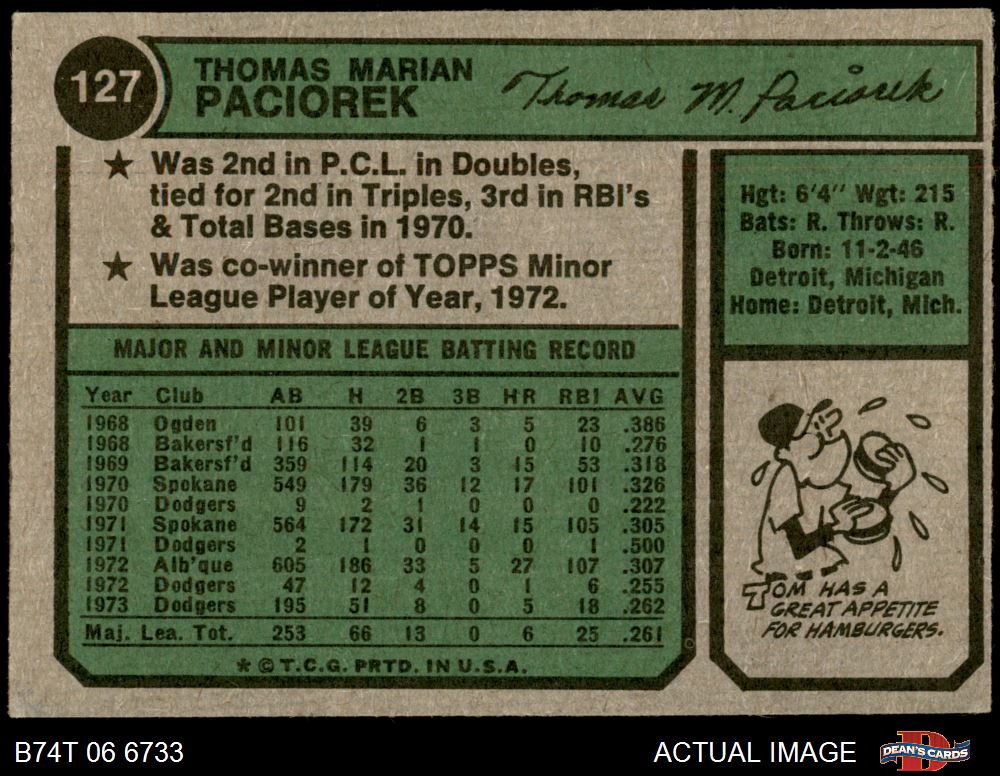 127
THOMAS MARIAN
PACIOREK
Thomas M. Paciorek
★ Was 2nd in P.C.L. in Doubles,
tied for 2nd in Triples, 3rd in RBI's
& Total Bases in 1970.
★ Was co-winner of TOPPS Minor
League Player of Year, 1972.
MAJOR AND MINOR LEAGUE BATTING RECORD
Year Club AB H 2B 3B HR RBI AVG
1968 Ogden 101 39 6 3 5 23 .386
1968 Bakersf'd 116 32 1 1 0 10 .276
1969 Bakersf'd 359 114 20 3 15 53 .318
1970 Spokane 549 179 36 12 17 101 .326
1970 Dodgers 9 2 1 0 0 0 .222
1971 Spokane 564 172 31 14 15 105 .305
1971 Dodgers 2 1 0 0 0 1 .500
1972 Alb'que 605 186 33 5 27 107 .307
1972 Dodgers 47 12 4 0 1 6 .255
1973 Dodgers 195 51 8 0 5 18 .262
Maj. Lea. Tot. 253 66 13 0 6 25 .261
* © T.C.G. PRTD. IN U.S.A.
Hgt: 6'4" Wgt: 215
Bats: R. Throws: R.
Born: 11-2-46
Detroit, Michigan
Home: Detroit, Mich.
TOM HAS A
GREAT APPETITE
FOR HAMBURGERS.
B74T 06 6733
ACTUAL IMAGE
D
DEAN'S CARDS